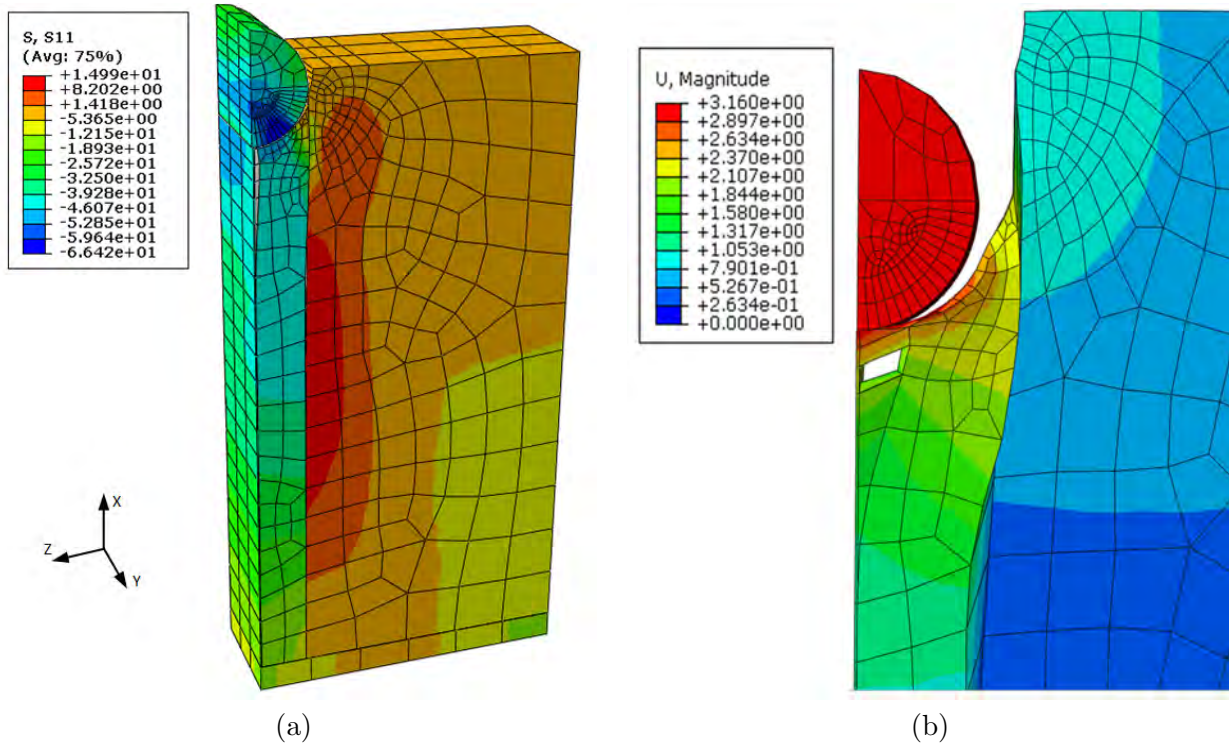 S, S11
(Avg: 75%)
+1.499e+01
+8.202e+00
+1.418e+00
-5.365e+00
-1.215e+01
-1.893e+01
-2.572e+01
-3.250e+01
-3.928e+01
-4.607e+01
-5.285e+01
-5.964e+01
-6.642e+01
X
Z
Y
(a)
U, Magnitude
+3.160e+00
+2.897e+00
+2.634e+00
+2.370e+00
+2.107e+00
+1.844e+00
+1.580e+00
+1.317e+00
+1.053e+00
+7.901e-01
+5.267e-01
+2.634e-01
+0.000e+00
(b)